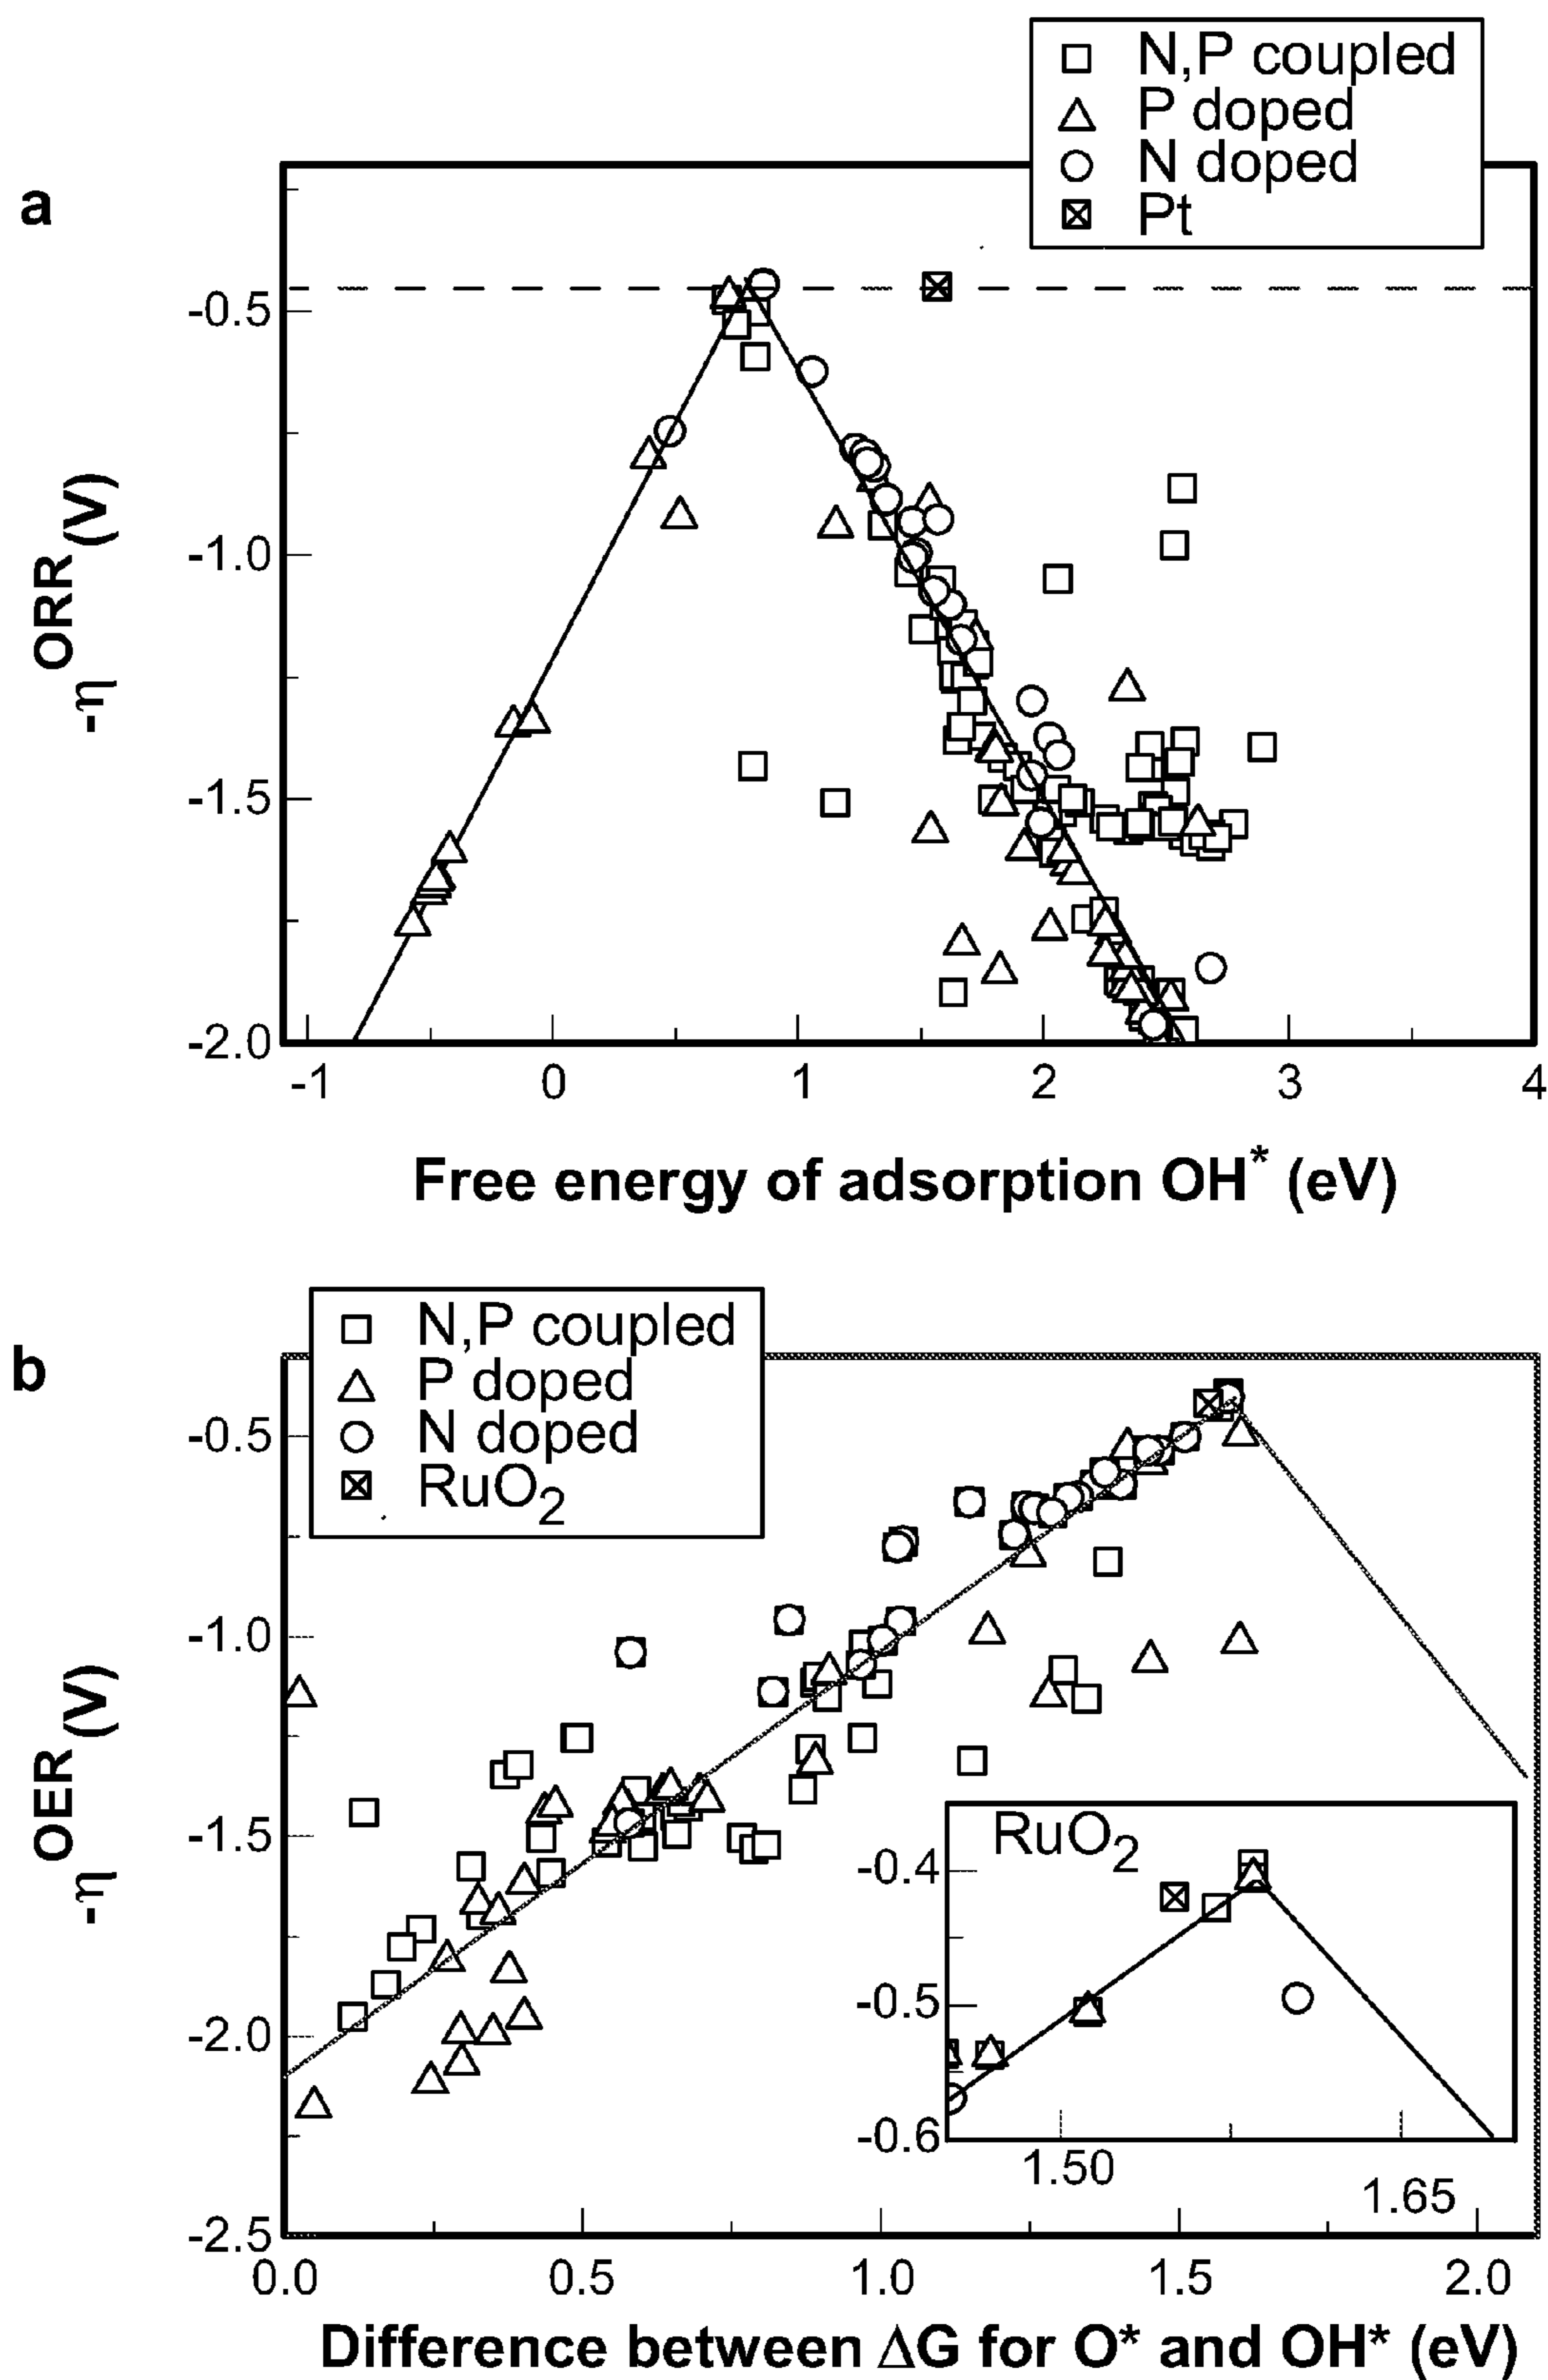 N,P coupled
P doped
N doped
Pt
a
-0.5
-1.0
-1.5
-2.0
-η^ORR (V)
-1 0 1 2 3 4
Free energy of adsorption OH* (eV)
b
N,P coupled
P doped
N doped
RuO₂
-0.5
-1.0
-1.5
-2.0
-2.5
-η^OER (V)
RuO₂
-0.4
-0.5
-0.6
1.50 1.65
0.0 0.5 1.0 1.5 2.0
Difference between ΔG for O* and OH* (eV)